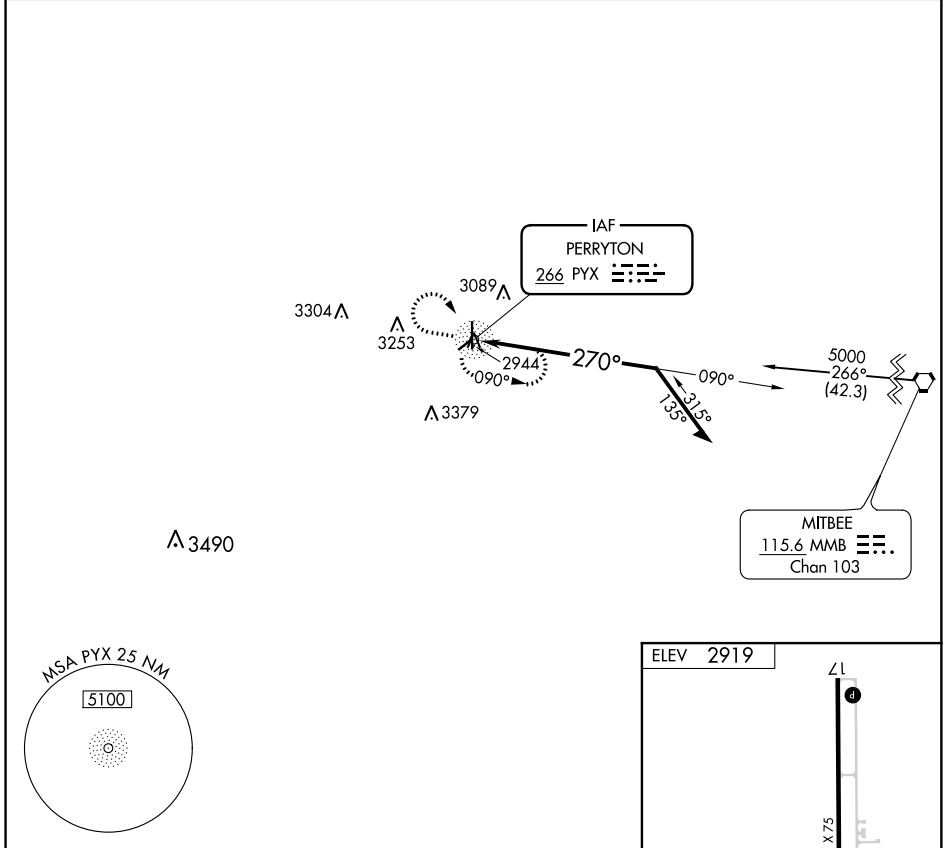 IAF
PERRYTON
266 PYX
3089
3304
3253
2944
270°
090°
090°
315°
135°
5000
266°
(42.3)
3379
MITBEE
115.6 MMB
Chan 103
3490
MSA PYX 25 NM
5100
ELEV 2919
17
P
X 75